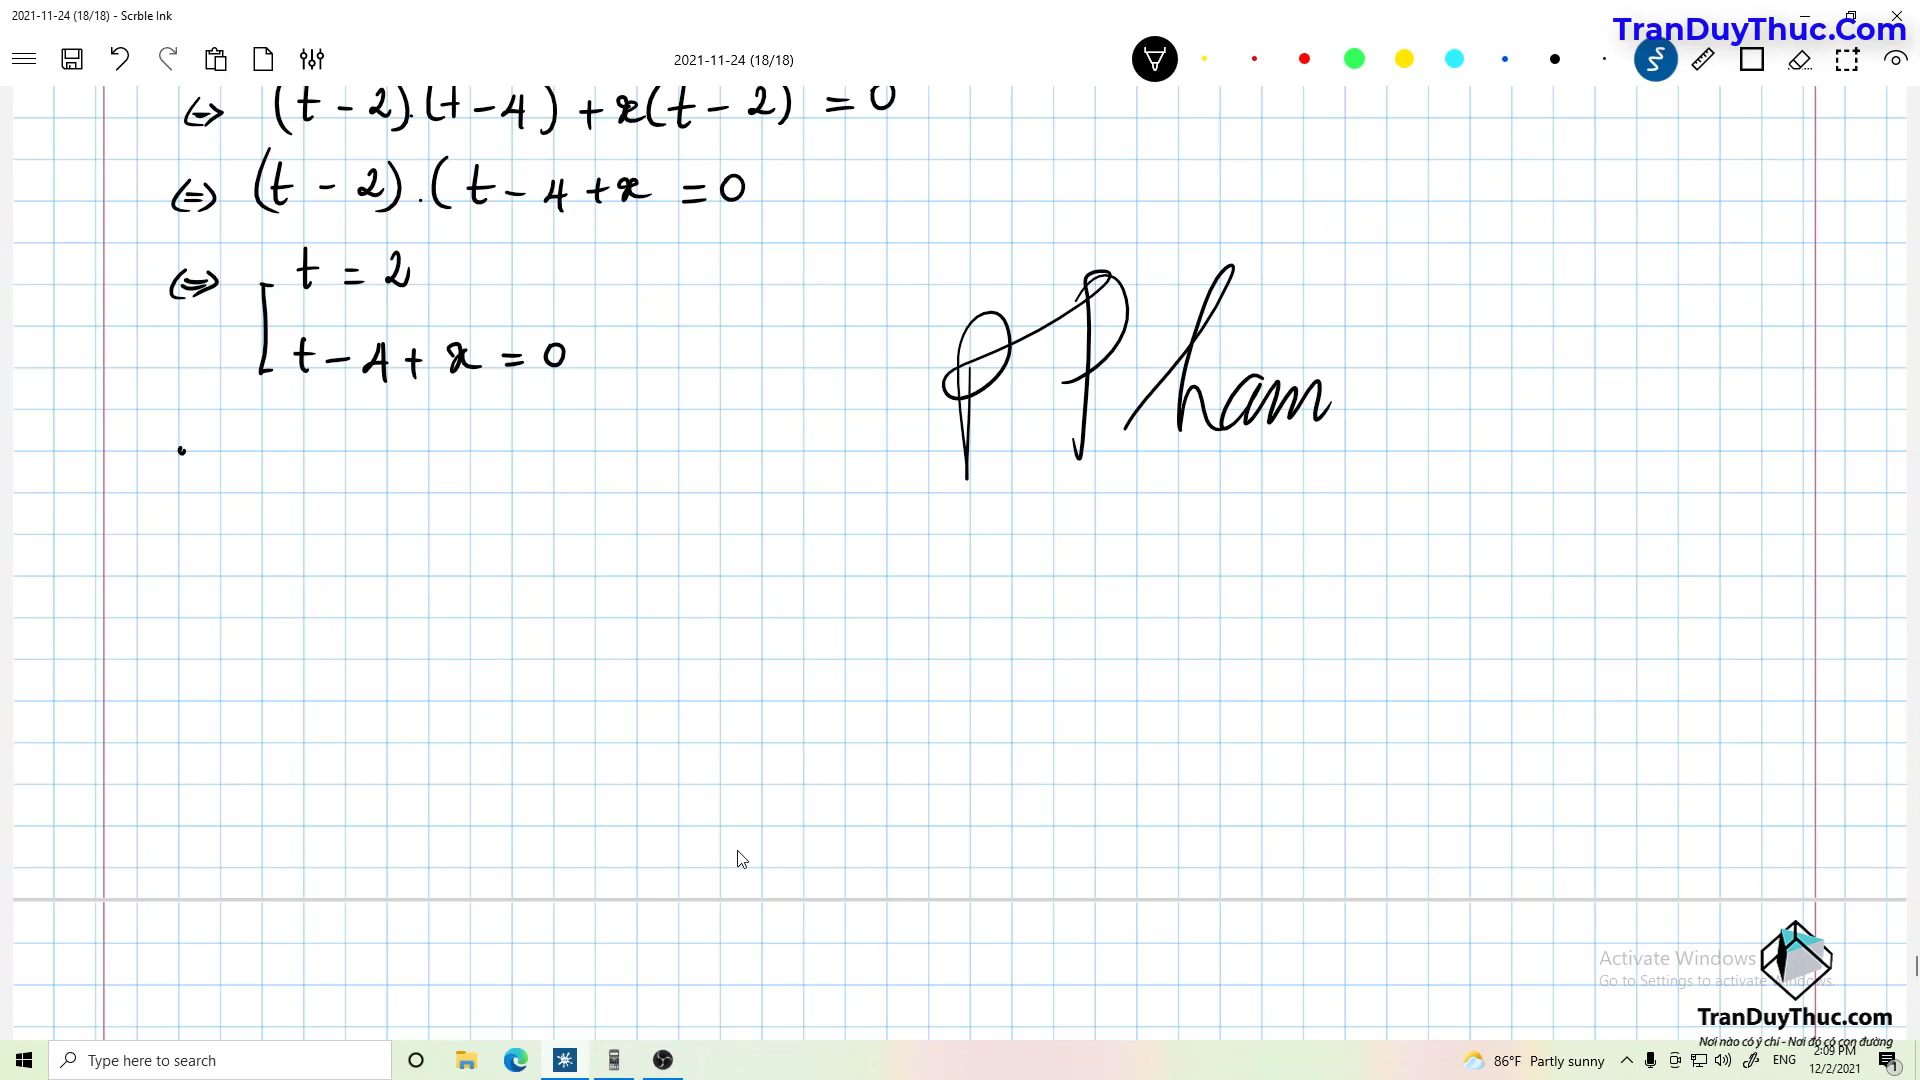 2021-11-24 (18/18) - Scrble Ink
TranDuyThuc.Com
2021-11-24 (18/18)
⇔ (t - 2).(t - 4) + x(t - 2) = 0
⇔ (t - 2).(t - 4 + x = 0
⇔ [ t = 2
t - 4 + x = 0
P Pham
Activate Windows
Go to Settings to activate Windows.
TranDuyThuc.com
Nơi nào có ý chí - Nơi đó có con đường
Type here to search
86°F Partly sunny
ENG
2:09 PM
12/2/2021
1